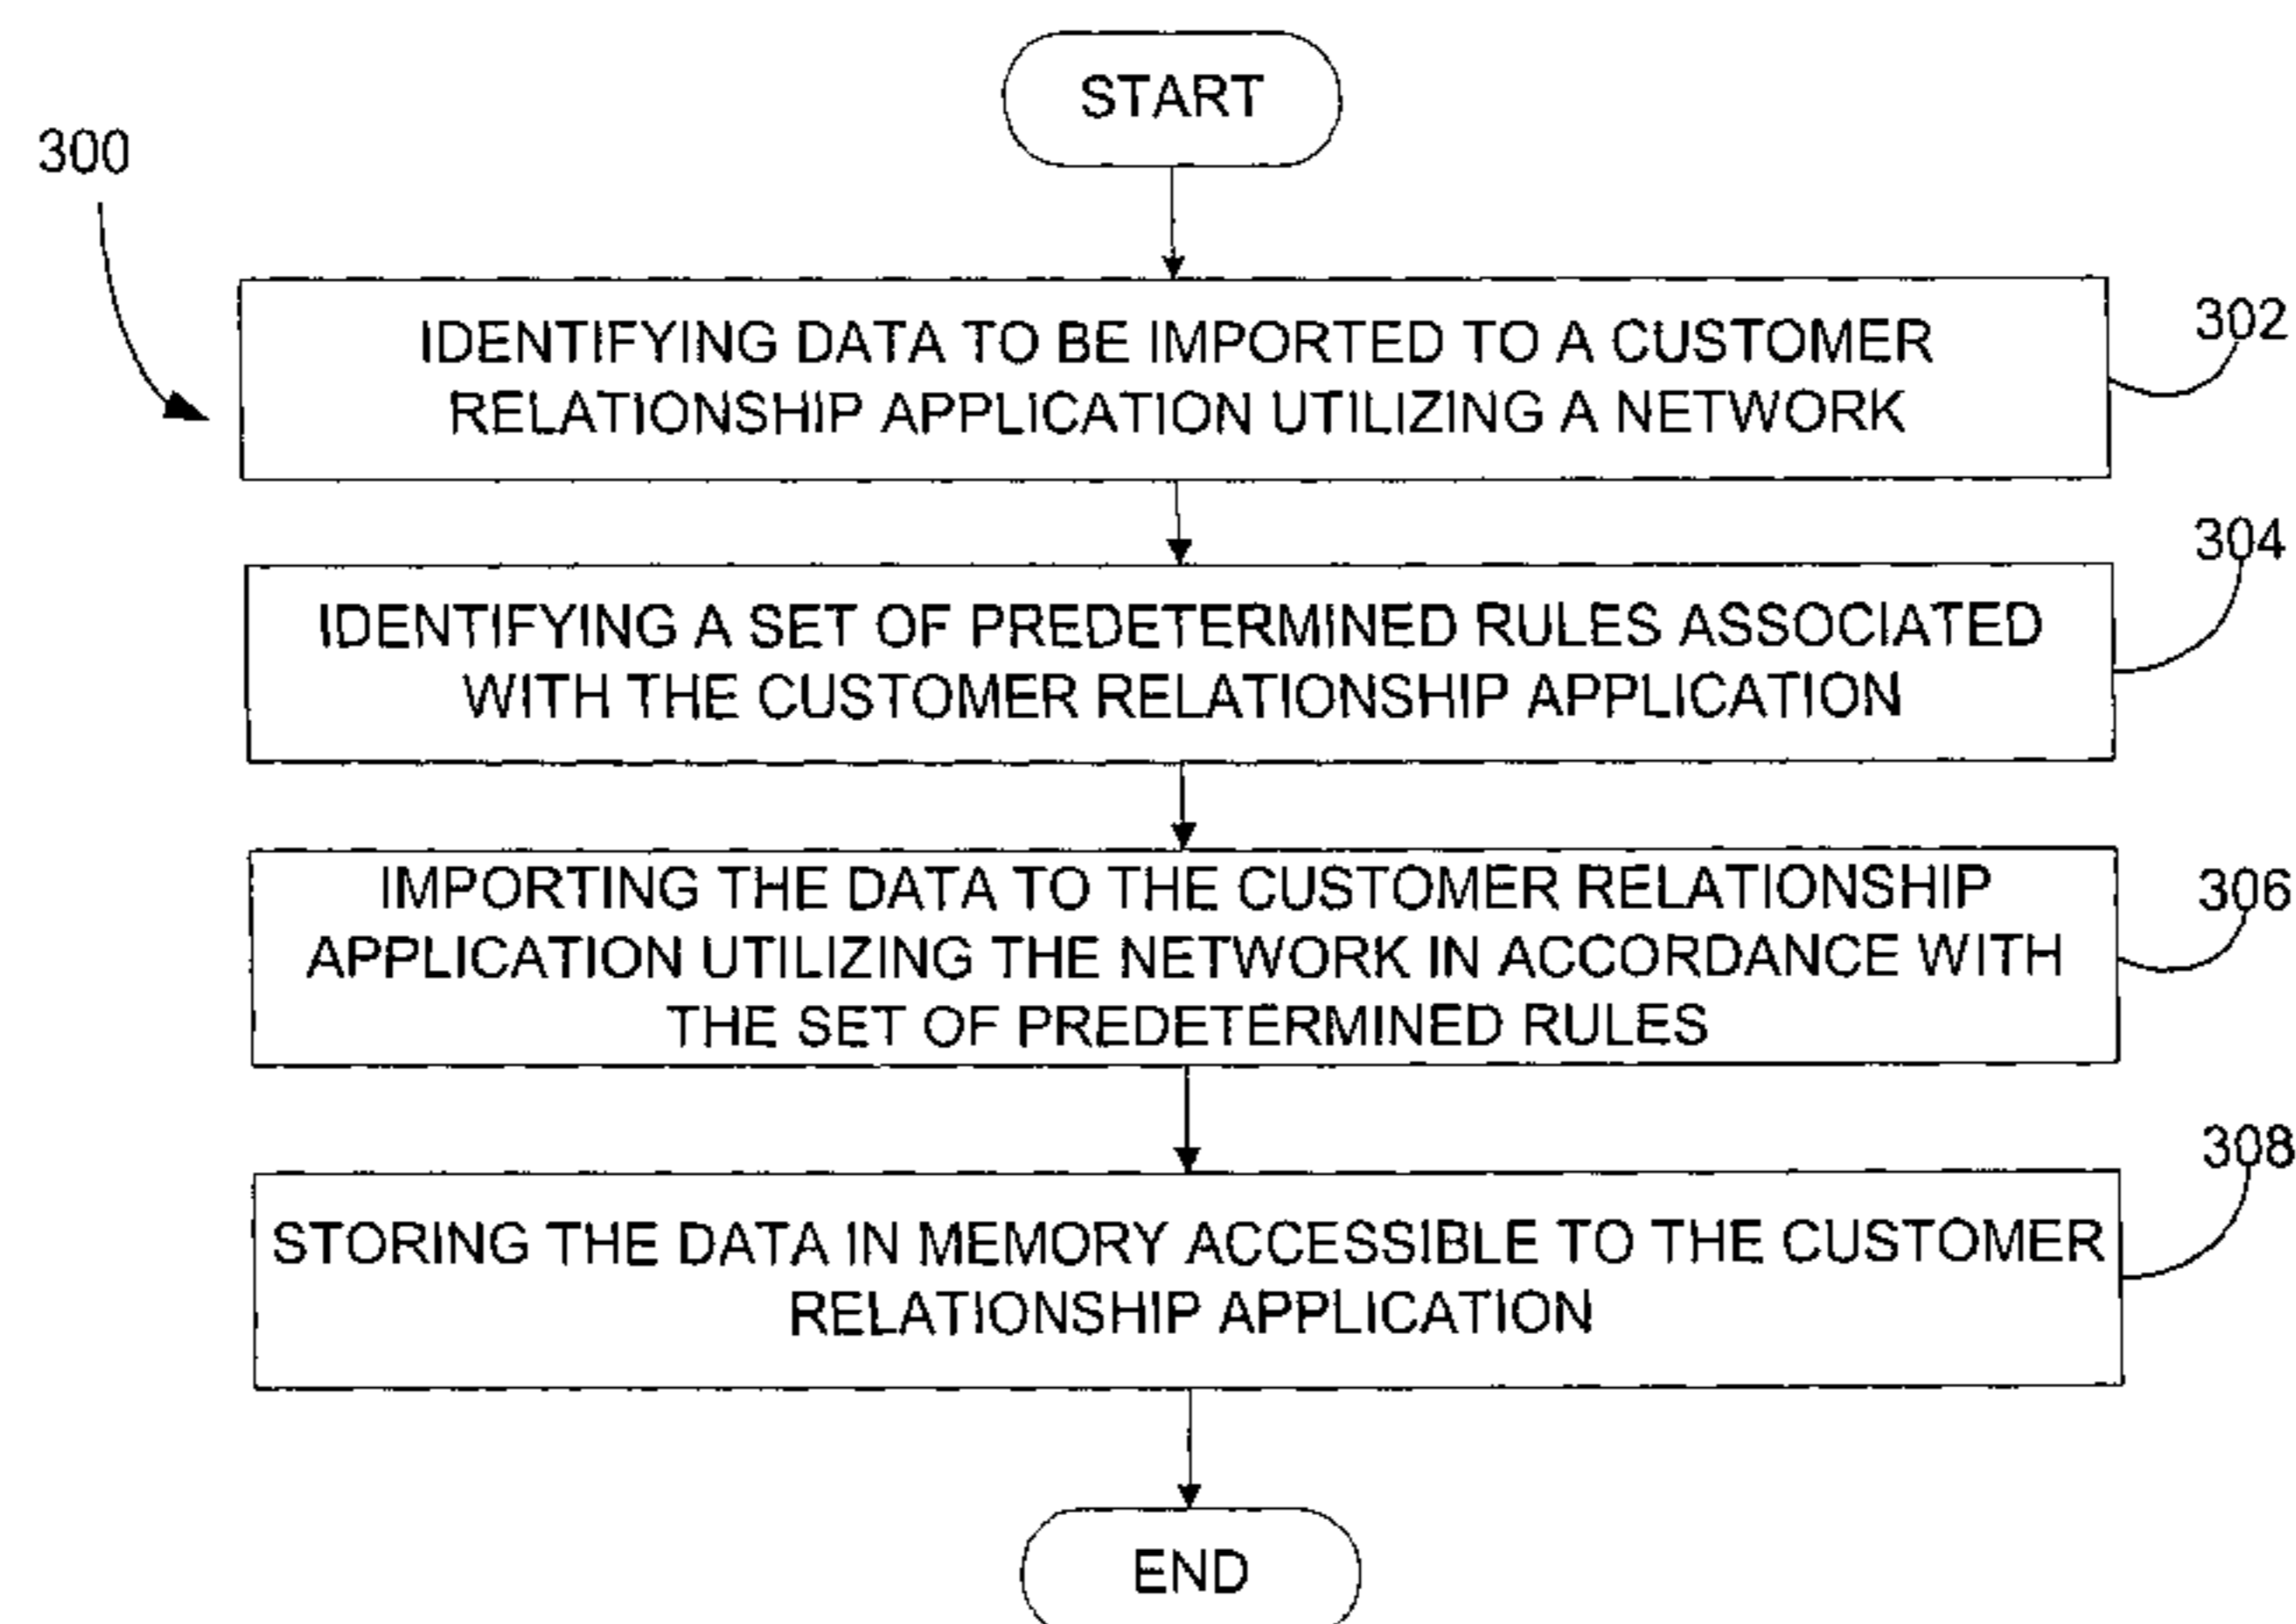 START
300
IDENTIFYING DATA TO BE IMPORTED TO A CUSTOMER
RELATIONSHIP APPLICATION UTILIZING A NETWORK
302
IDENTIFYING A SET OF PREDETERMINED RULES ASSOCIATED
WITH THE CUSTOMER RELATIONSHIP APPLICATION
304
IMPORTING THE DATA TO THE CUSTOMER RELATIONSHIP
APPLICATION UTILIZING THE NETWORK IN ACCORDANCE WITH
THE SET OF PREDETERMINED RULES
306
STORING THE DATA IN MEMORY ACCESSIBLE TO THE CUSTOMER
RELATIONSHIP APPLICATION
308
END